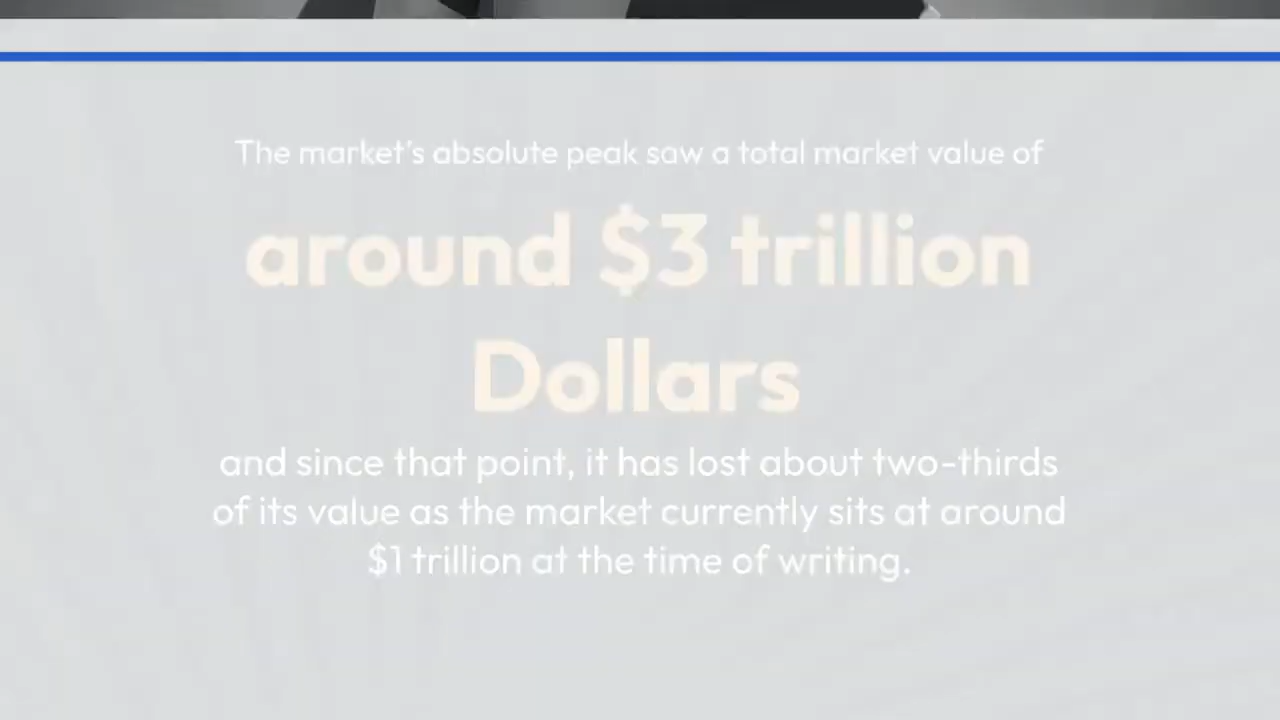 The market's absolute peak saw a total market value of
around $3 trillion
Dollars
and since that point, it has lost about two-thirds
of its value as the market currently sits at around
$1 trillion at the time of writing.